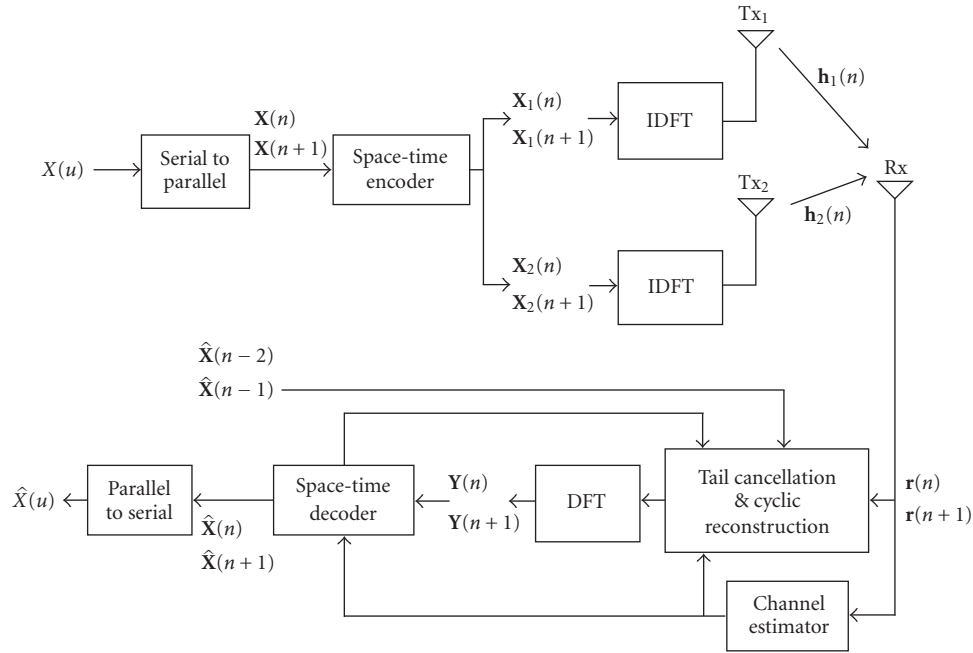 Tx₁
𝐡₁(n)
𝐗(n)
𝐗(n + 1)
X(u)
Serial to
parallel
Space-time
encoder
𝐗₁(n)
𝐗₁(n + 1)
IDFT
Rx
Tx₂
𝐡₂(n)
𝐗₂(n)
𝐗₂(n + 1)
IDFT
𝐗̂(n − 2)
𝐗̂(n − 1)
X̂(u)
Parallel
to serial
𝐗̂(n)
𝐗̂(n + 1)
Space-time
decoder
𝐘(n)
𝐘(n + 1)
DFT
Tail cancellation
& cyclic
reconstruction
𝐫(n)
𝐫(n + 1)
Channel
estimator